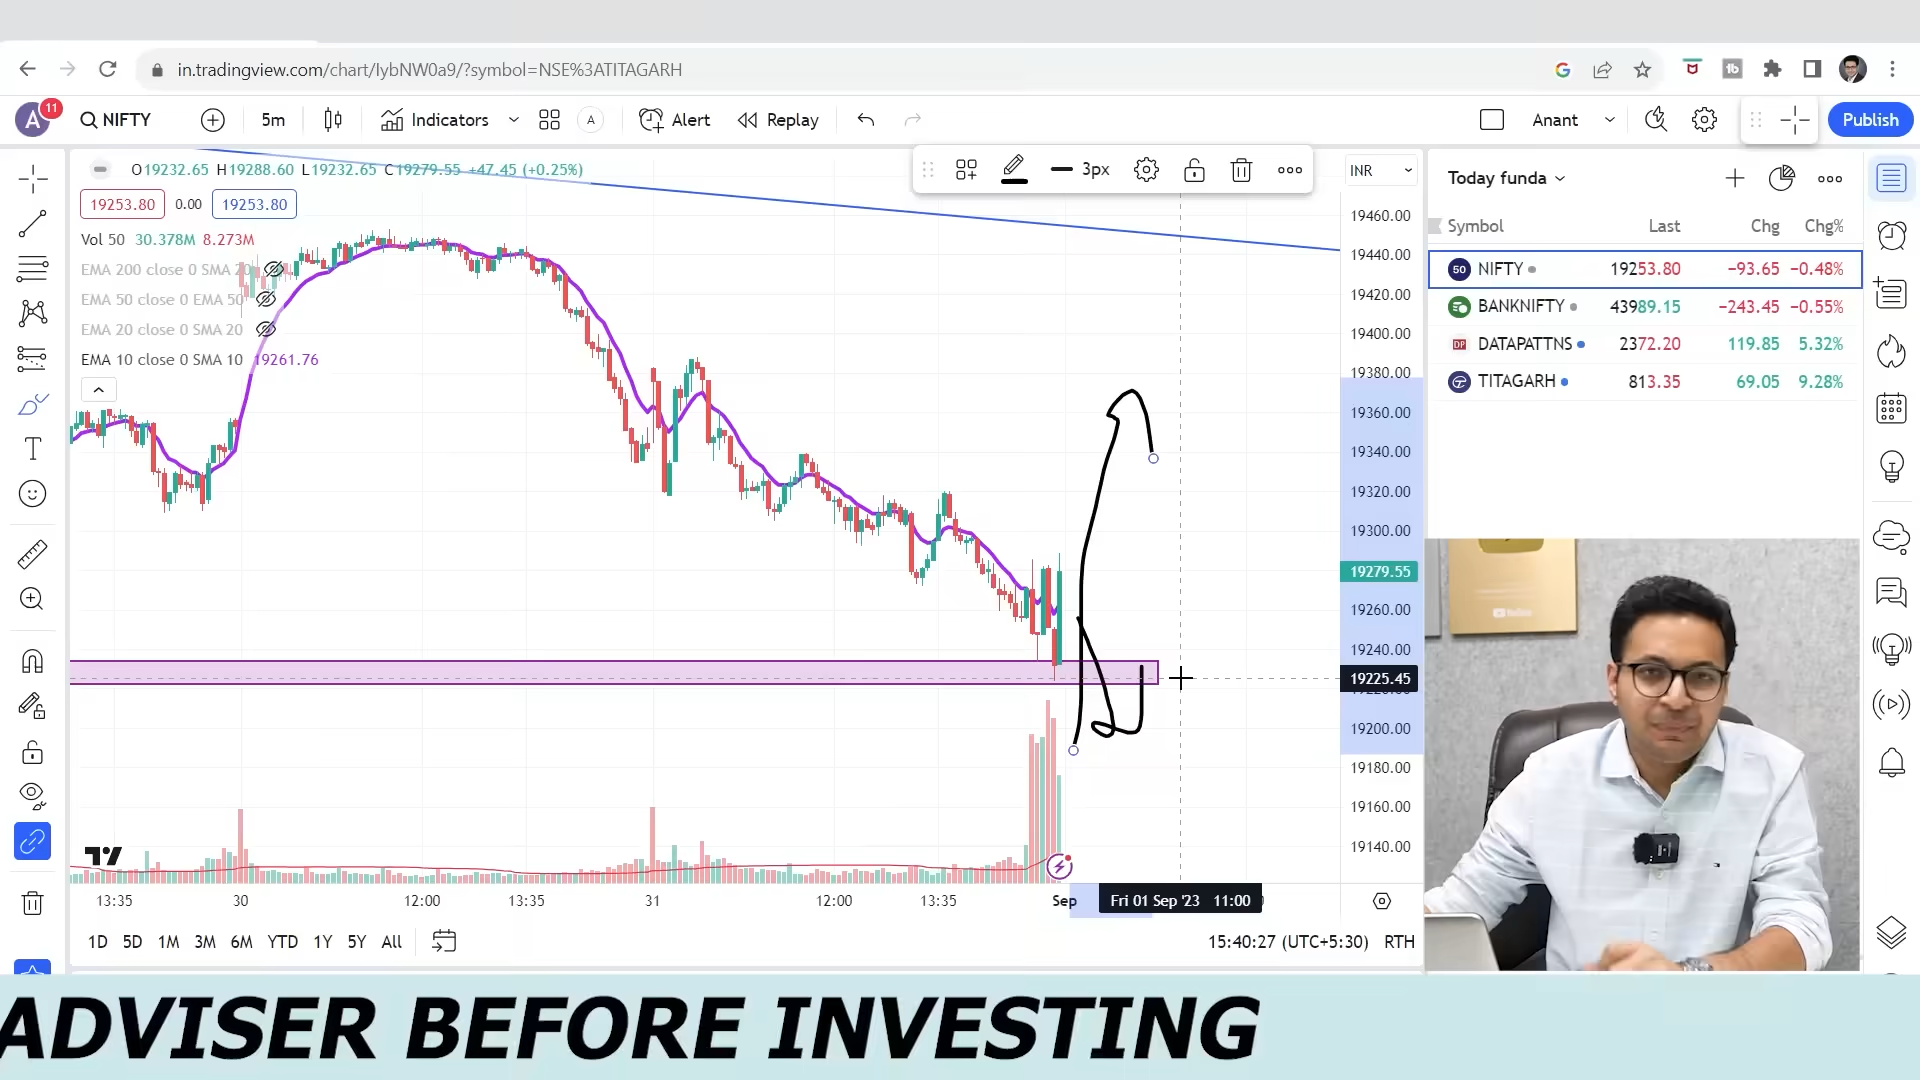 in.tradingview.com/chart/IybNW0a9/?symbol=NSE%3ATITAGARH
A 11 NIFTY 5m Indicators A Alert Replay Anant Publish
O19232.65 H19288.60 L19232.65 C19279.55 +47.45 (+0.25%)
3px
INR
19253.80 0.00 19253.80
Vol 50 30.378M 8.273M
EMA 200 close 0 SMA 20
EMA 50 close 0 EMA 50
EMA 20 close 0 SMA 20
EMA 10 close 0 SMA 10 19261.76
19460.00
19440.00
19420.00
19400.00
19380.00
19360.00
19340.00
19320.00
19300.00
19279.55
19260.00
19240.00
19225.45
19200.00
19180.00
19160.00
19140.00
13:35 30 12:00 13:35 31 12:00 13:35 Sep Fri 01 Sep '23 11:00
1D 5D 1M 3M 6M YTD 1Y 5Y All 15:40:27 (UTC+5:30) RTH
Today funda
Symbol Last Chg Chg%
50 NIFTY 19253.80 −93.65 −0.48%
BANKNIFTY 43989.15 −243.45 −0.55%
DP DATAPATTNS 2372.20 119.85 5.32%
TITAGARH 813.35 69.05 9.28%
YouTube
ADVISER BEFORE INVESTING